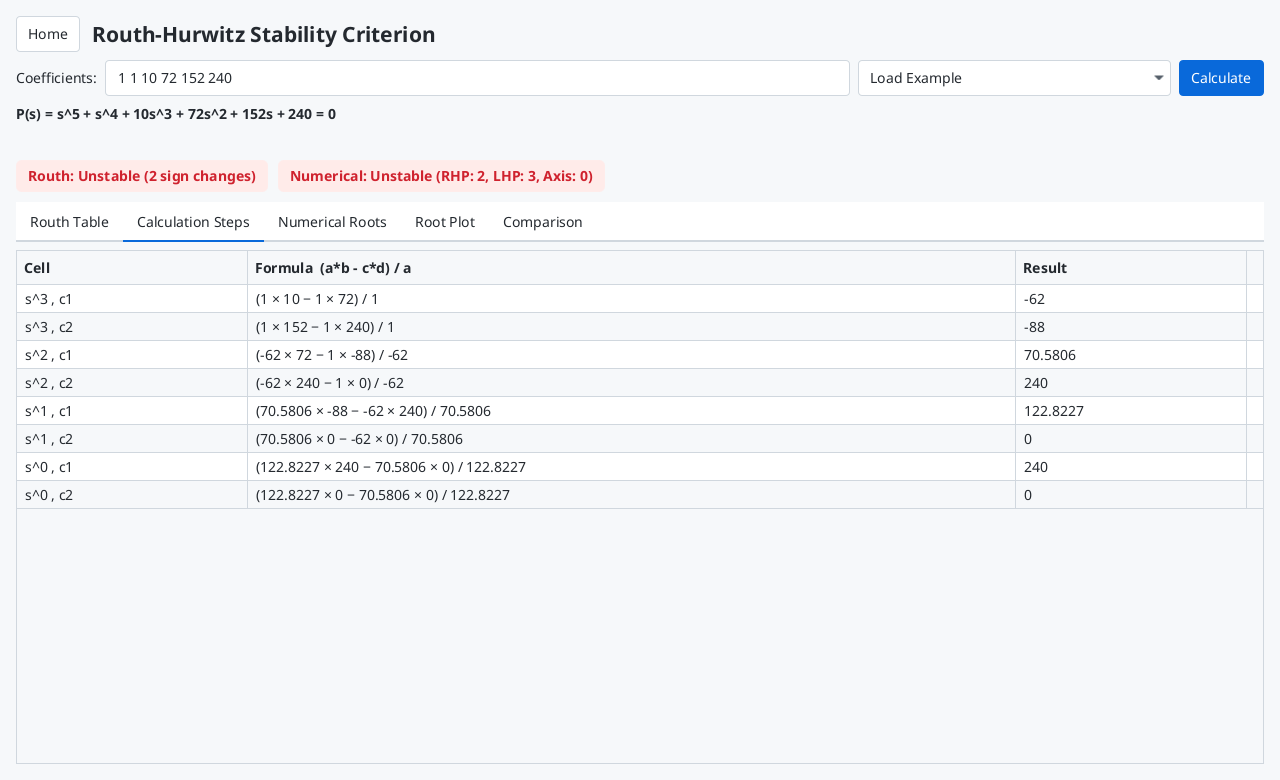 Home Routh-Hurwitz Stability Criterion
Coefficients: 1 1 10 72 152 240 Load Example Calculate
P(s) = s^5 + s^4 + 10s^3 + 72s^2 + 152s + 240 = 0
Routh: Unstable (2 sign changes) Numerical: Unstable (RHP: 2, LHP: 3, Axis: 0)
Routh Table Calculation Steps Numerical Roots Root Plot Comparison
Cell Formula (a*b - c*d) / a Result
s^3 , c1 (1 × 10 − 1 × 72) / 1 -62
s^3 , c2 (1 × 152 − 1 × 240) / 1 -88
s^2 , c1 (-62 × 72 − 1 × -88) / -62 70.5806
s^2 , c2 (-62 × 240 − 1 × 0) / -62 240
s^1 , c1 (70.5806 × -88 − -62 × 240) / 70.5806 122.8227
s^1 , c2 (70.5806 × 0 − -62 × 0) / 70.5806 0
s^0 , c1 (122.8227 × 240 − 70.5806 × 0) / 122.8227 240
s^0 , c2 (122.8227 × 0 − 70.5806 × 0) / 122.8227 0